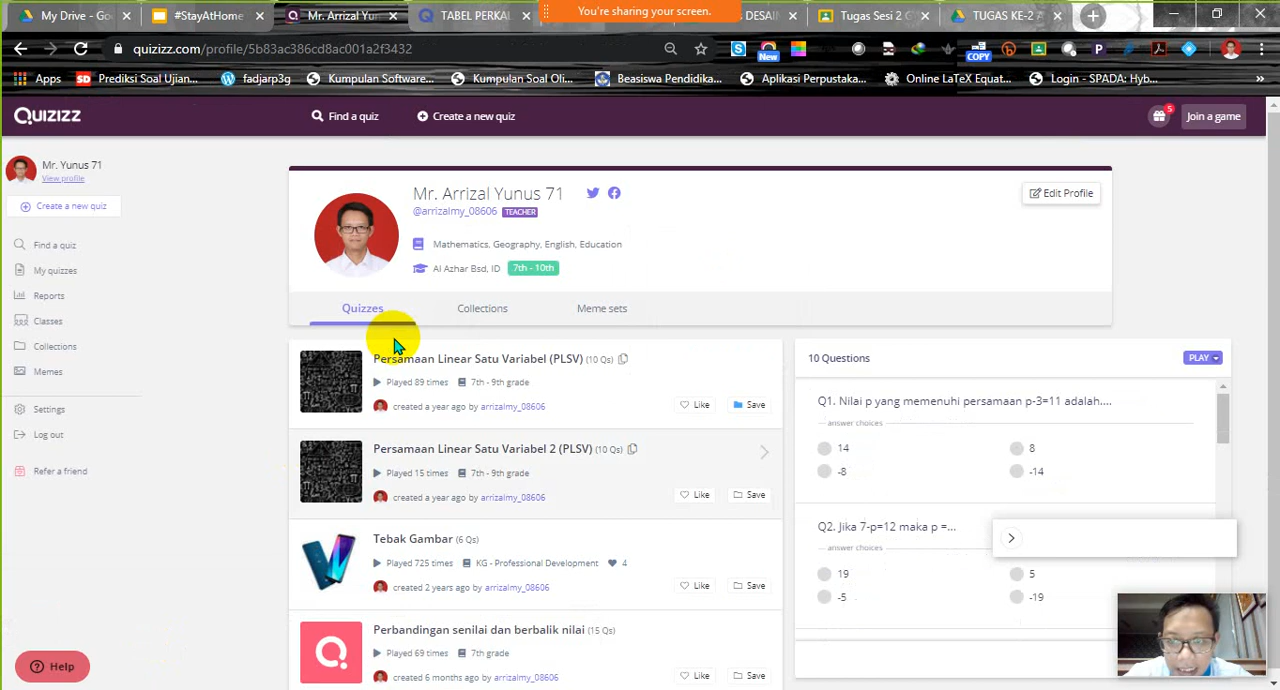 My Drive - Go
#StayAtHome
Mr. Arrizal Yun
TABEL PERKAL
You're sharing your screen.
DESAIN
Tugas Sesi 2 G
TUGAS KE-2 A
quizizz.com/profile/5b83ac386cd8ac001a2f3432
New
COPY
Apps
Prediksi Soal Ujian...
fadjarp3g
Kumpulan Software...
Kumpulan Soal Oli...
Beasiswa Pendidika...
Aplikasi Perpustaka...
Online LaTeX Equat...
Login - SPADA: Hyb...
»
Quizizz
Find a quiz
Create a new quiz
5
Join a game
Mr. Yunus 71
View profile
Create a new quiz
Find a quiz
My quizzes
Reports
Classes
Collections
Memes
Settings
Log out
Refer a friend
Help
Mr. Arrizal Yunus 71
@arrizalmy_08606 TEACHER
Edit Profile
Mathematics, Geography, English, Education
Al Azhar Bsd, ID 7th - 10th
Quizzes
Collections
Meme sets
Persamaan Linear Satu Variabel (PLSV) (10 Qs)
Played 89 times 7th - 9th grade
created a year ago by arrizalmy_08606
Like
Save
Persamaan Linear Satu Variabel 2 (PLSV) (10 Qs)
Played 15 times 7th - 9th grade
created a year ago by arrizalmy_08606
Like
Save
Tebak Gambar (6 Qs)
Played 725 times KG - Professional Development 4
created 2 years ago by arrizalmy_08606
Like
Save
Perbandingan senilai dan berbalik nilai (15 Qs)
Played 69 times 7th grade
created 6 months ago by arrizalmy_08606
Like
Save
10 Questions
PLAY
Q1. Nilai p yang memenuhi persamaan p-3=11 adalah....
answer choices
14
8
-8
-14
Q2. Jika 7-p=12 maka p =...
answer choices
19
5
-5
-19